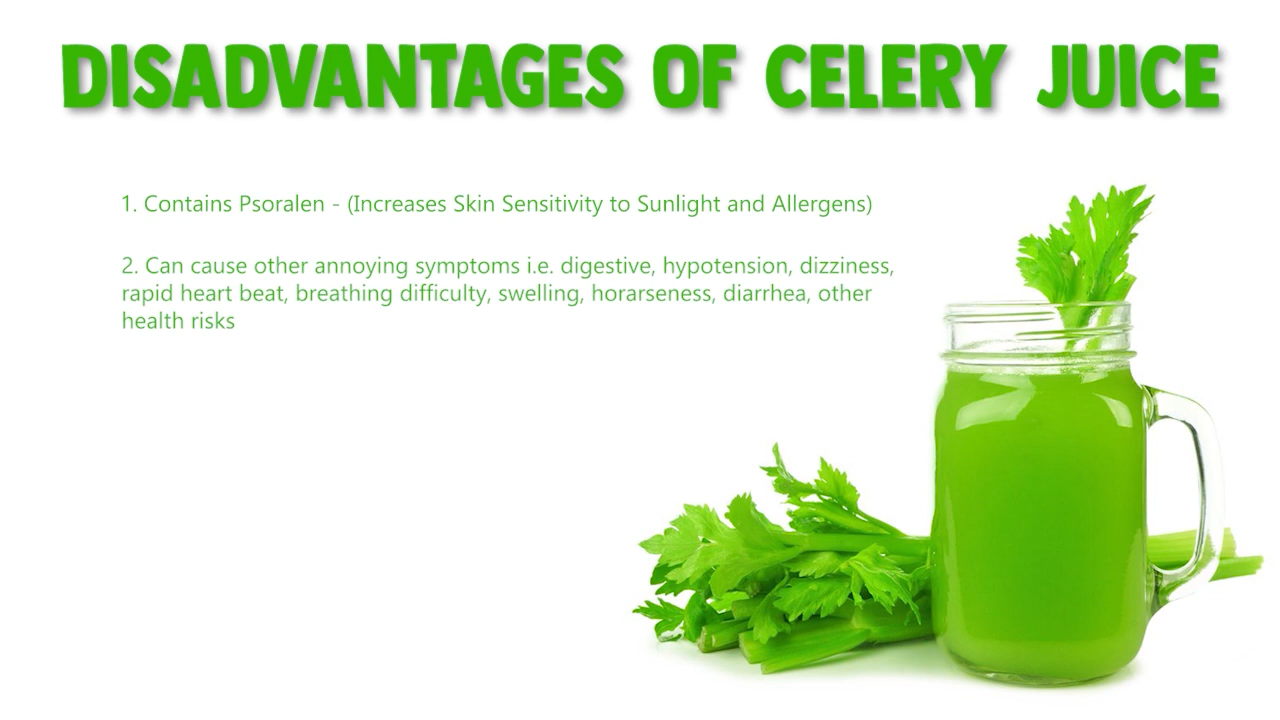 DISADVANTAGES OF CELERY JUICE
1. Contains Psoralen - (Increases Skin Sensitivity to Sunlight and Allergens)
2. Can cause other annoying symptoms i.e. digestive, hypotension, dizziness,
rapid heart beat, breathing difficulty, swelling, horarseness, diarrhea, other
health risks